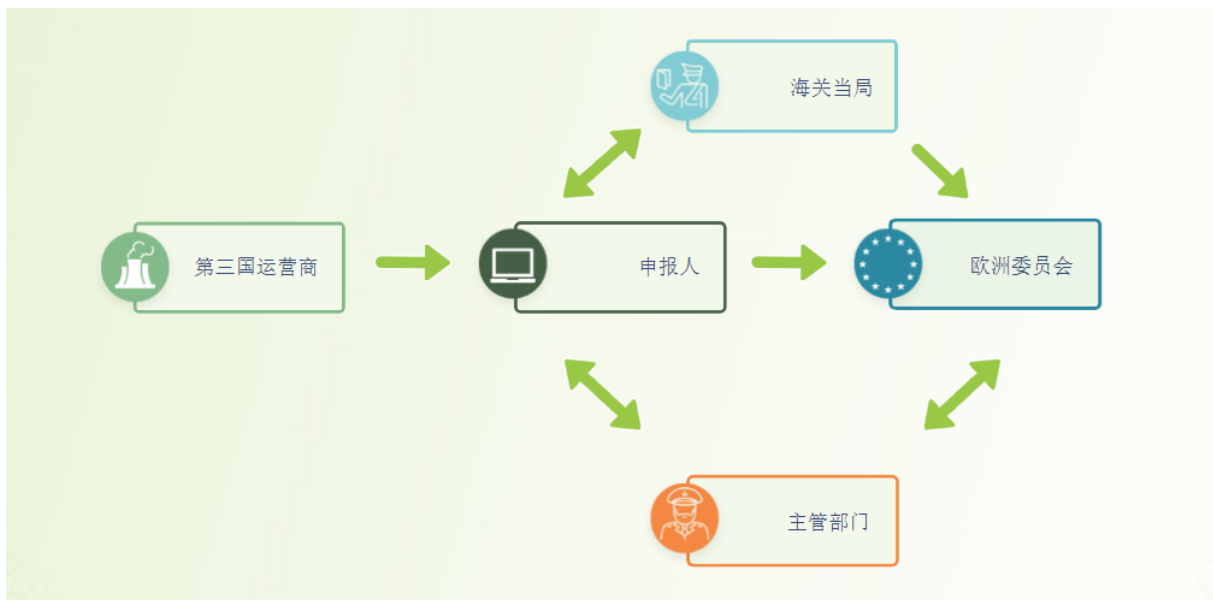 海关当局
第三国运营商
申报人
欧洲委员会
主管部门